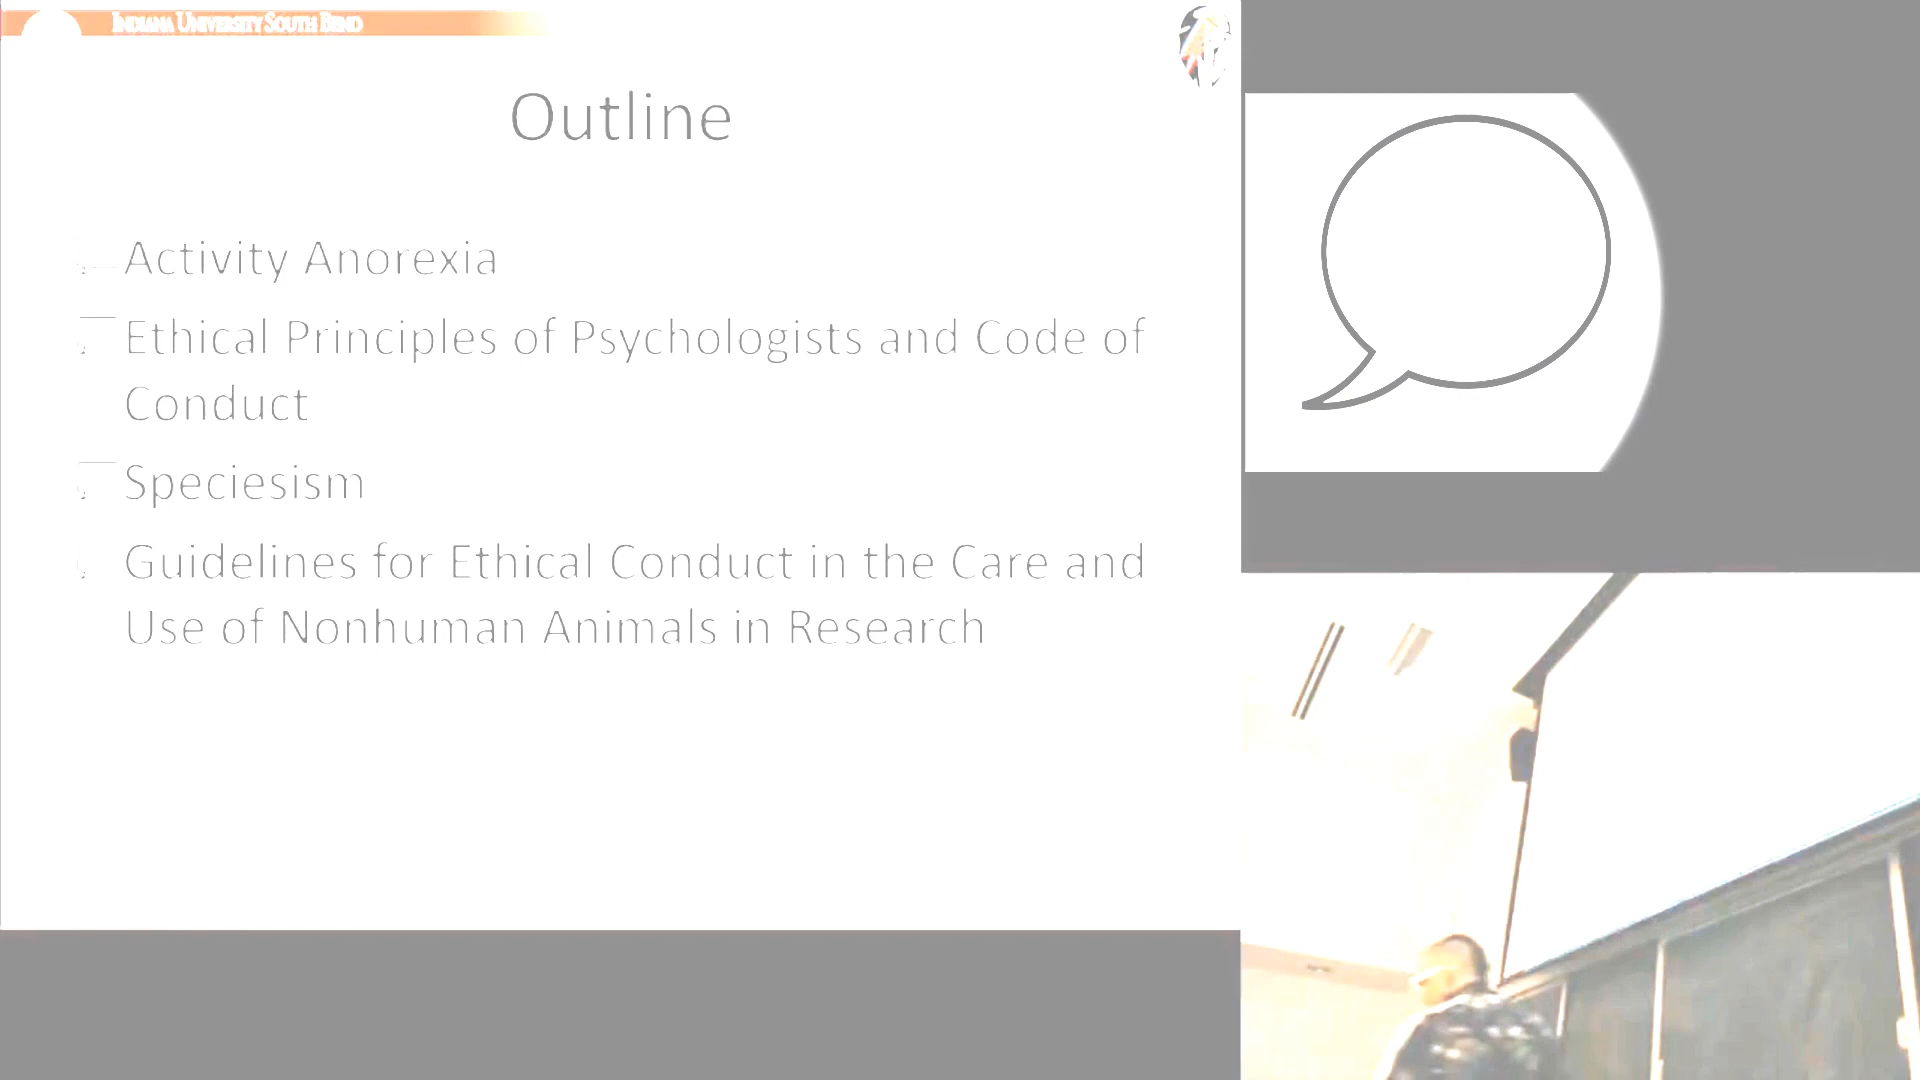 INDIANA UNIVERSITY SOUTH BEND
Outline
Activity Anorexia
Ethical Principles of Psychologists and Code of
Conduct
Speciesism
Guidelines for Ethical Conduct in the Care and
Use of Nonhuman Animals in Research